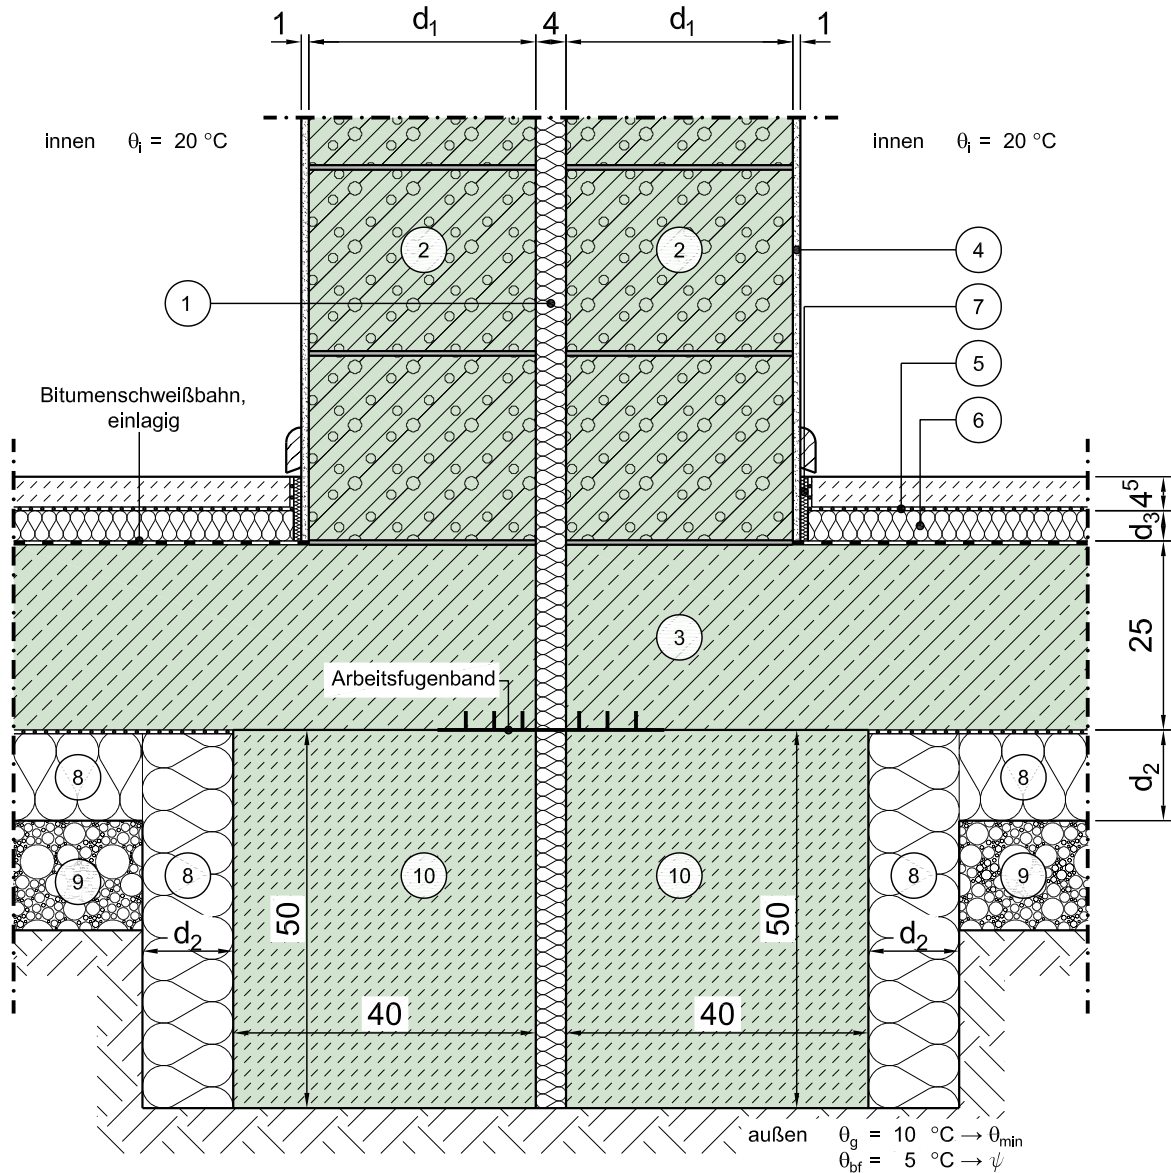 1 d₁ 4 d₁ 1
innen θi = 20 °C
innen θi = 20 °C
2
2
4
1
7
5
Bitumenschweißbahn,
einlagig
6
4⁵
d₃
3
25
Arbeitsfugenband
8
8
d₂
9
8
10
10
8
9
50
50
d₂
d₂
40
40
außen θg = 10 °C → θmin
θbf = 5 °C → ψ